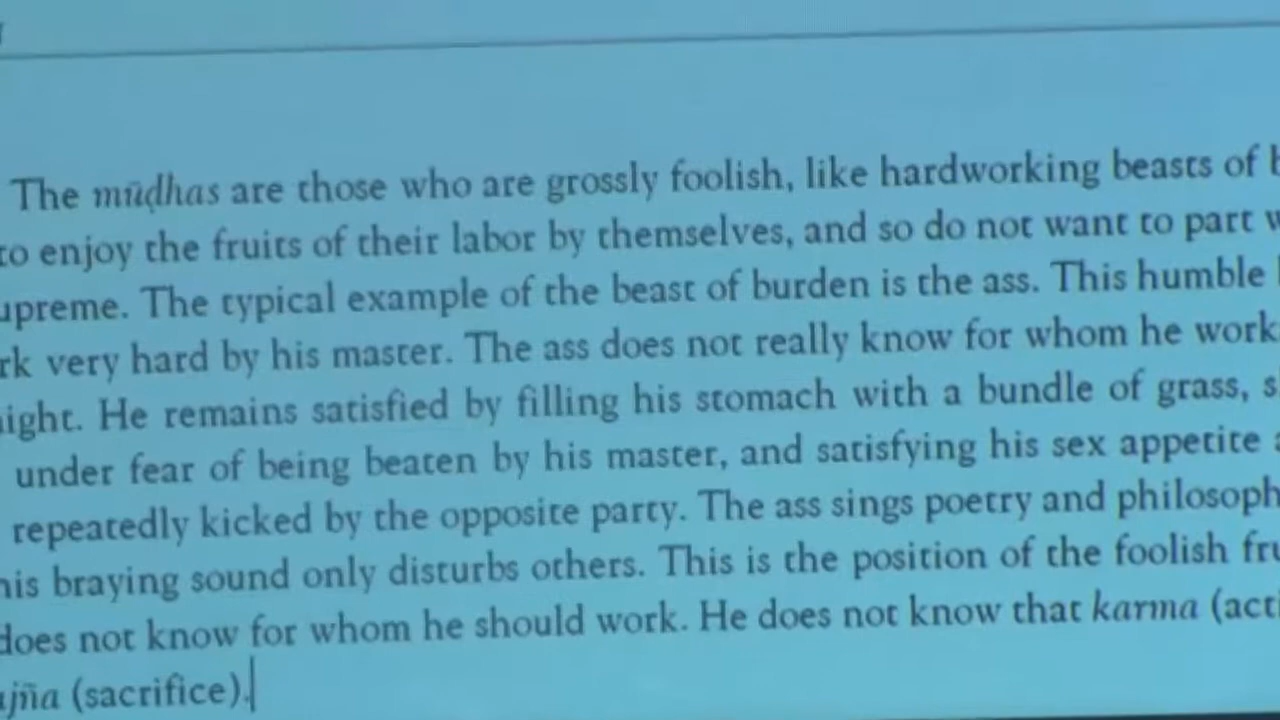 The mūḍhas are those who are grossly foolish, like hardworking beasts of
to enjoy the fruits of their labor by themselves, and so do not want to part
upreme. The typical example of the beast of burden is the ass. This humble
rk very hard by his master. The ass does not really know for whom he work
ight. He remains satisfied by filling his stomach with a bundle of grass,
under fear of being beaten by his master, and satisfying his sex appetite
repeatedly kicked by the opposite party. The ass sings poetry and philosoph
his braying sound only disturbs others. This is the position of the foolish fru
does not know for whom he should work. He does not know that karma (acti
ajña (sacrifice).